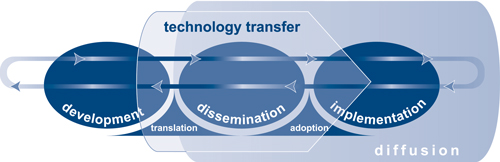 technology transfer
development
dissemination
implementation
translation
adoption
diffusion